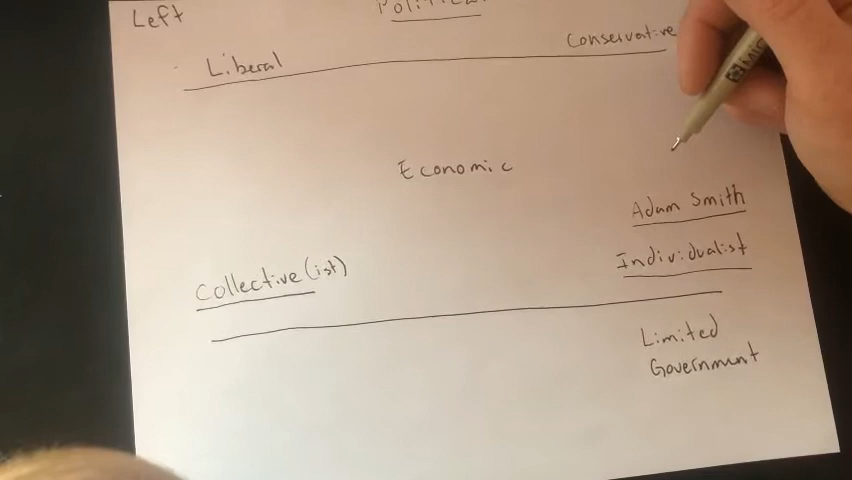 Left
Liberal
Conservative
Economic
Adam Smith
Individualist
Collective(ist)
Limited
Government